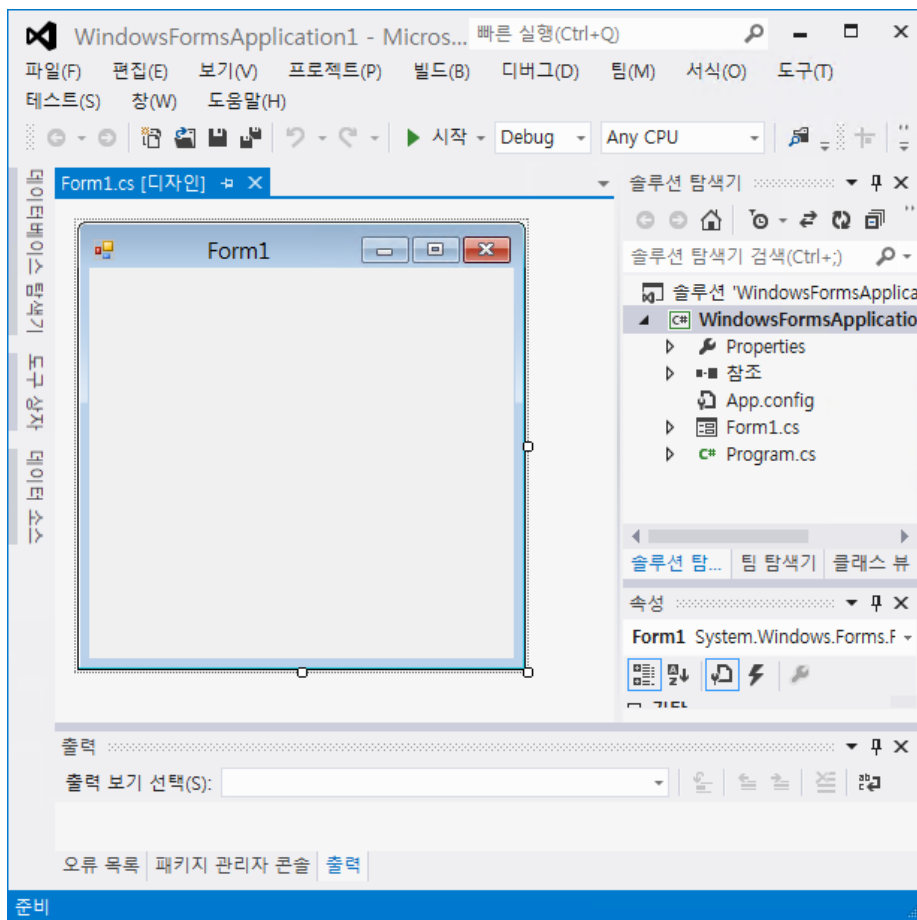 WindowsFormsApplication1 - Micros... 빠른 실행(Ctrl+Q)
파일(F) 편집(E) 보기(V) 프로젝트(P) 빌드(B) 디버그(D) 팀(M) 서식(O) 도구(T)
테스트(S) 창(W) 도움말(H)
시작 Debug Any CPU
데이터베이스 탐색기
도구 상자
데이터 소스
Form1.cs [디자인]
Form1
솔루션 탐색기
솔루션 탐색기 검색(Ctrl+;)
솔루션 'WindowsFormsApplica
C# WindowsFormsApplicatio
Properties
참조
App.config
Form1.cs
C# Program.cs
솔루션 탐... 팀 탐색기 클래스 뷰
속성
Form1 System.Windows.Forms.F
출력
출력 보기 선택(S):
오류 목록 패키지 관리자 콘솔 출력
준비